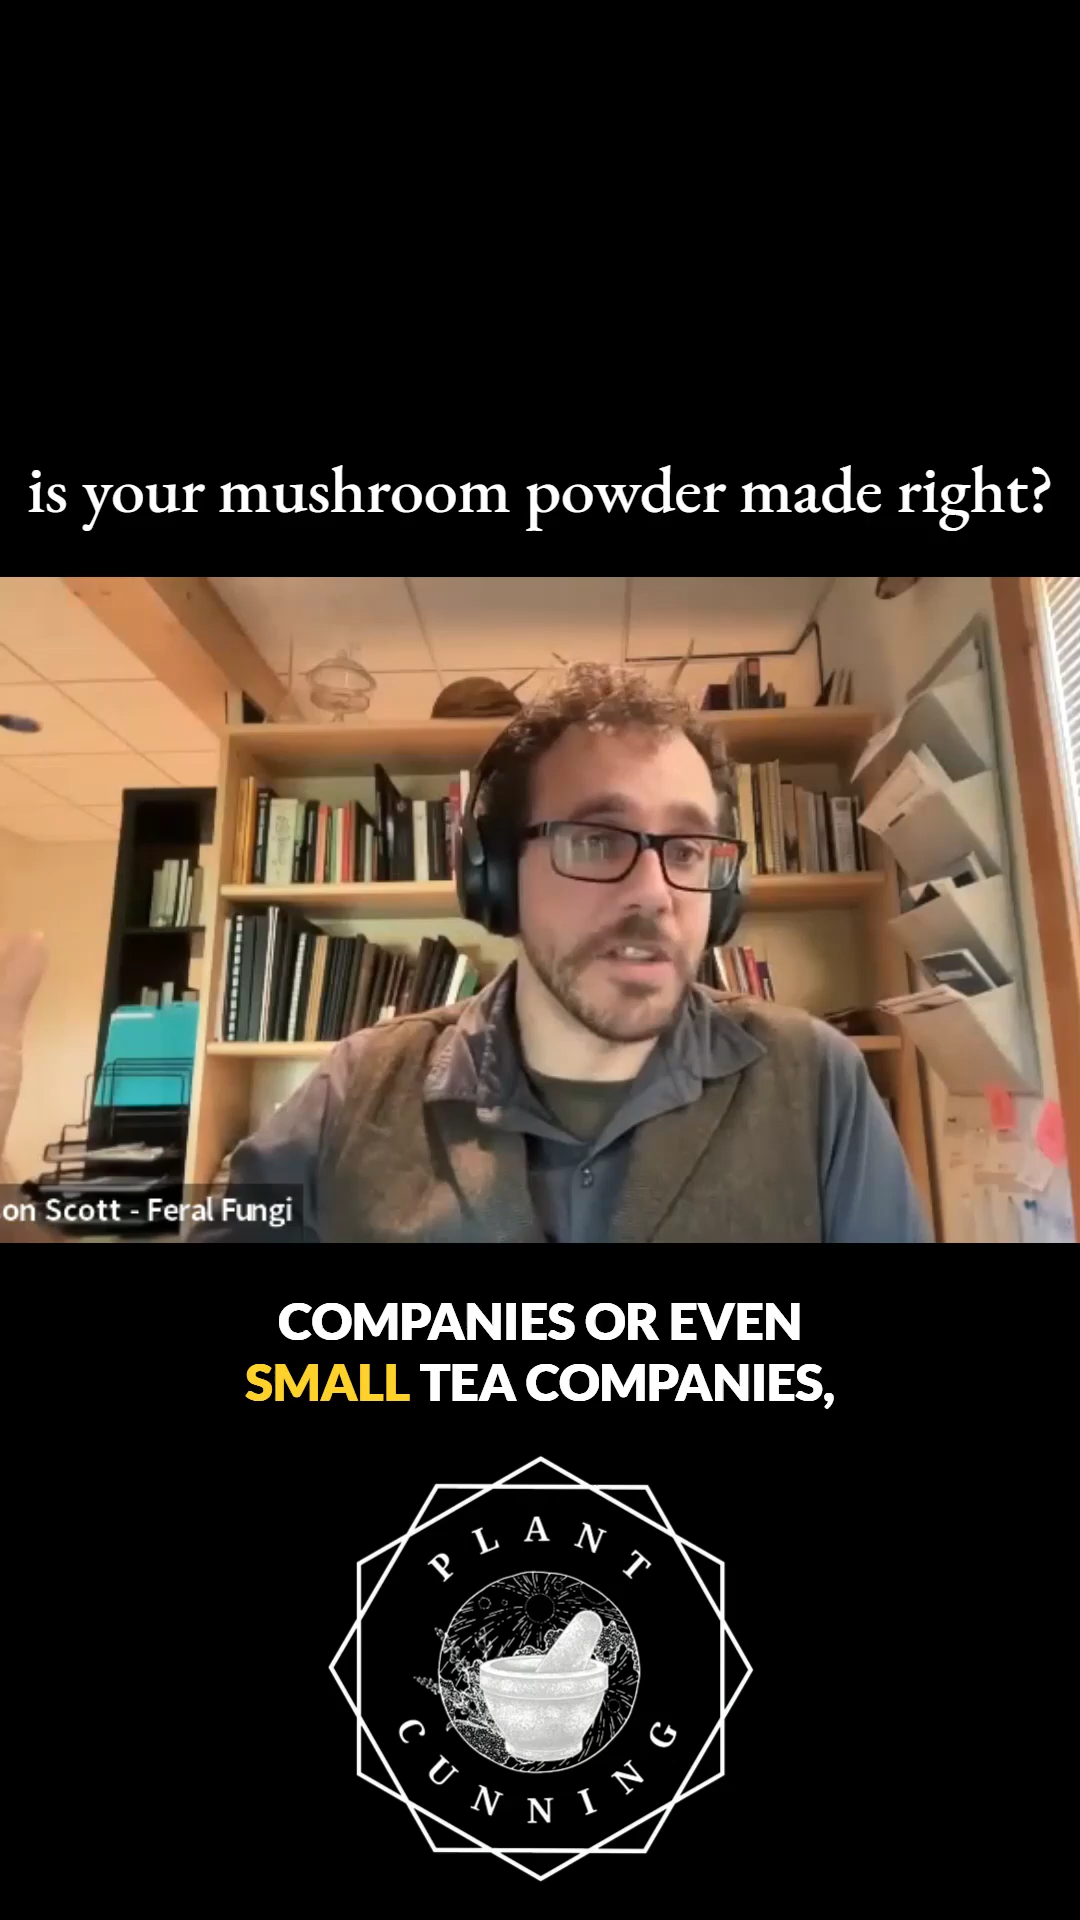 is your mushroom powder made right?
on Scott - Feral Fungi
COMPANIES OR EVEN
SMALL TEA COMPANIES,
PLANT
CUNNING